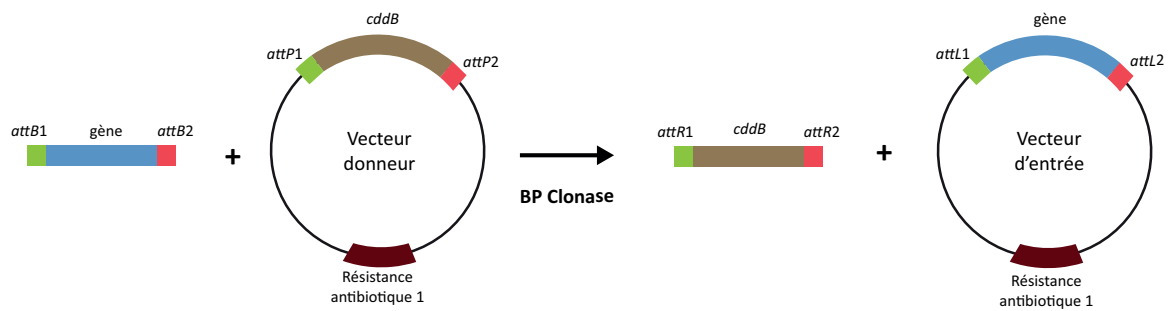 attB1
gène
attB2
+
cddB
attP1
attP2
Vecteur
donneur
Résistance
antibiotique 1
BP Clonase
attR1
cddB
attR2
+
gène
attL1
attL2
Vecteur
d'entrée
Résistance
antibiotique 1